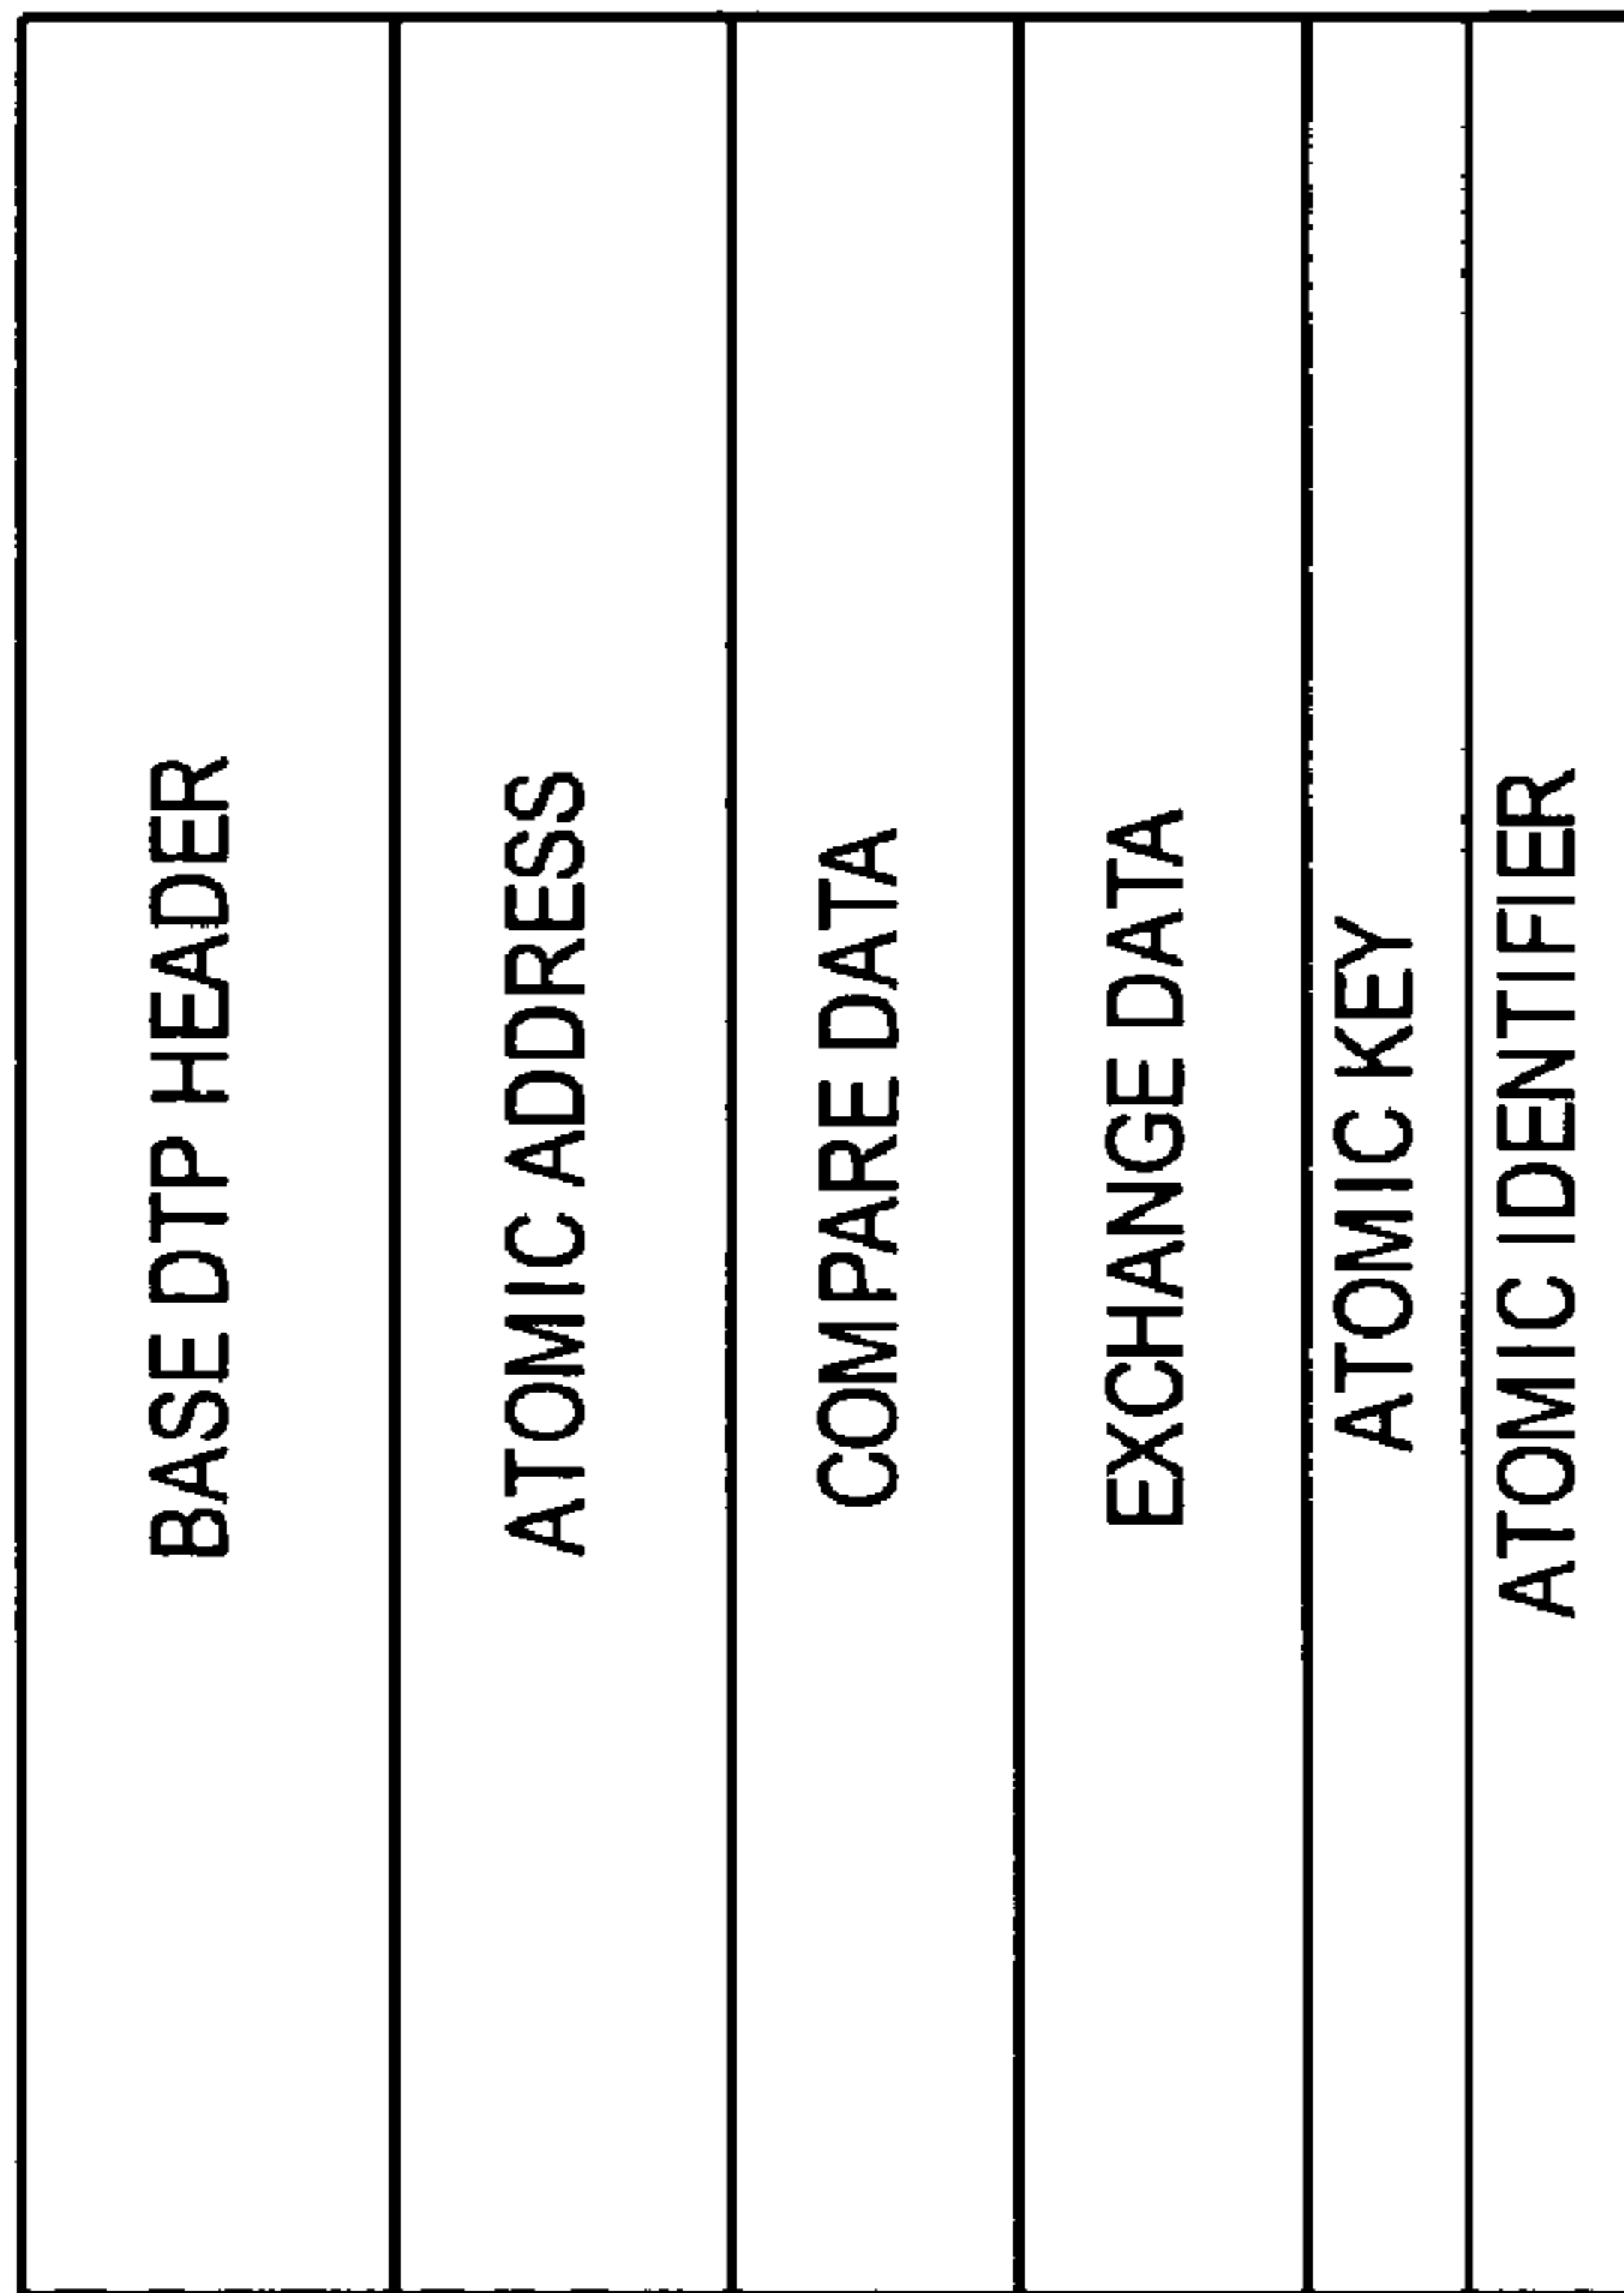 BASE DTP HEADER
ATOMIC ADDRESS
COMPARE DATA
EXCHANGE DATA
ATOMIC KEY
ATOMIC IDENTIFIER